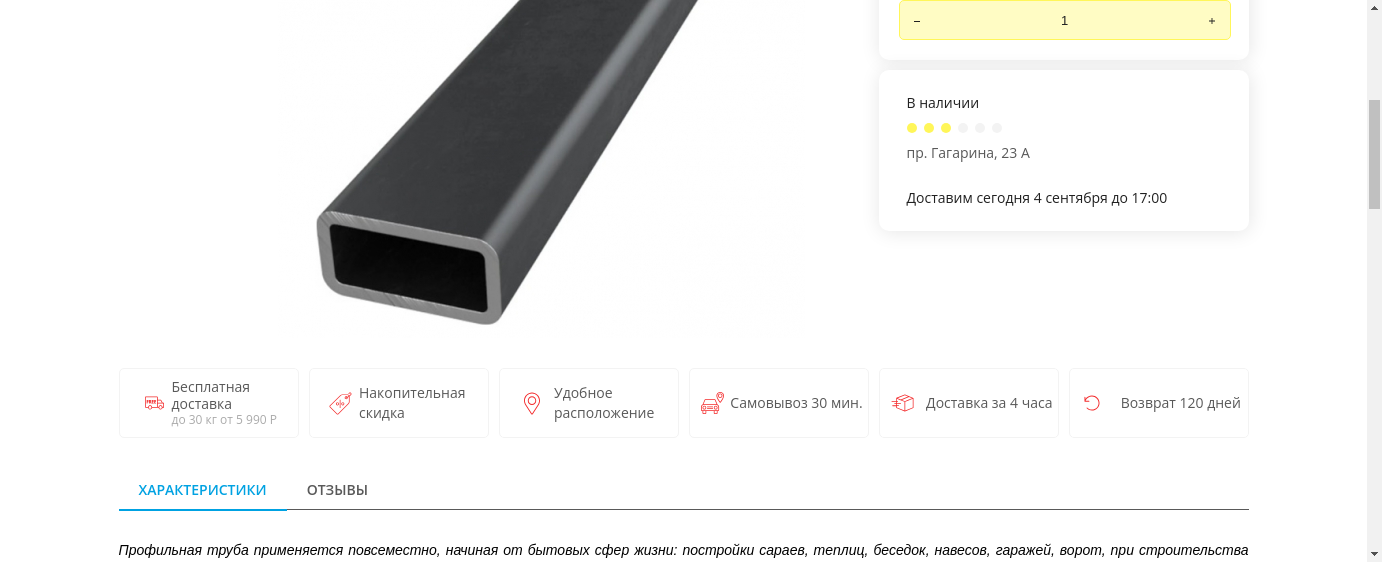 – 1 +
В наличии
пр. Гагарина, 23 А
Доставим сегодня 4 сентября до 17:00
Бесплатная
доставка
до 30 кг от 5 990 Р
Накопительная
скидка
Удобное
расположение
Самовывоз 30 мин.
Доставка за 4 часа
Возврат 120 дней
ХАРАКТЕРИСТИКИ
ОТЗЫВЫ
Профильная труба применяется повсеместно, начиная от бытовых сфер жизни: постройки сараев, теплиц, беседок, навесов, гаражей, ворот, при строительства